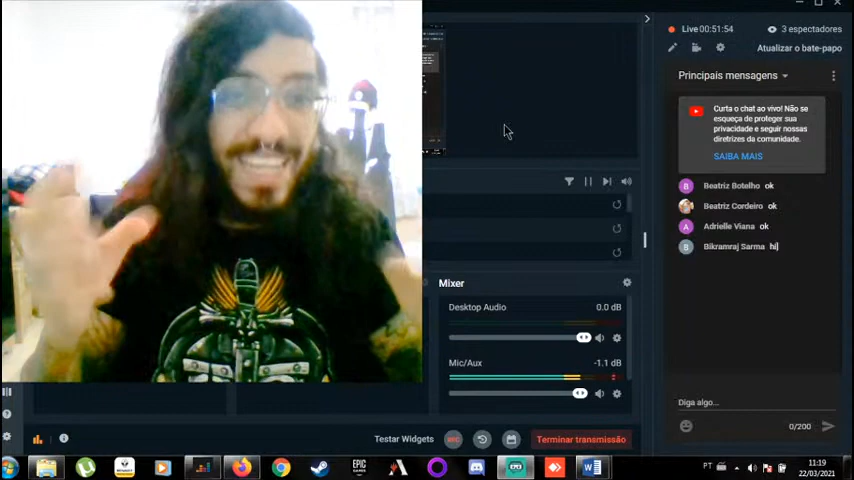 Live 00:51:54
3 espectadores
Atualizar o bate-papo
Principais mensagens
Curta o chat ao vivo! Não se
esqueça de proteger sua
privacidade e seguir nossas
diretrizes da comunidade.
SAIBA MAIS
B Beatriz Botelho ok
Beatriz Cordeiro ok
A Adrielle Viana ok
B Bikramraj Sarma hi
Mixer
Desktop Audio 0.0 dB
Mic/Aux -1.1 dB
Diga algo...
0/200
Testar Widgets
REC
Terminar transmissão
EPIC
GAMES
PT
11:19
22/03/2021